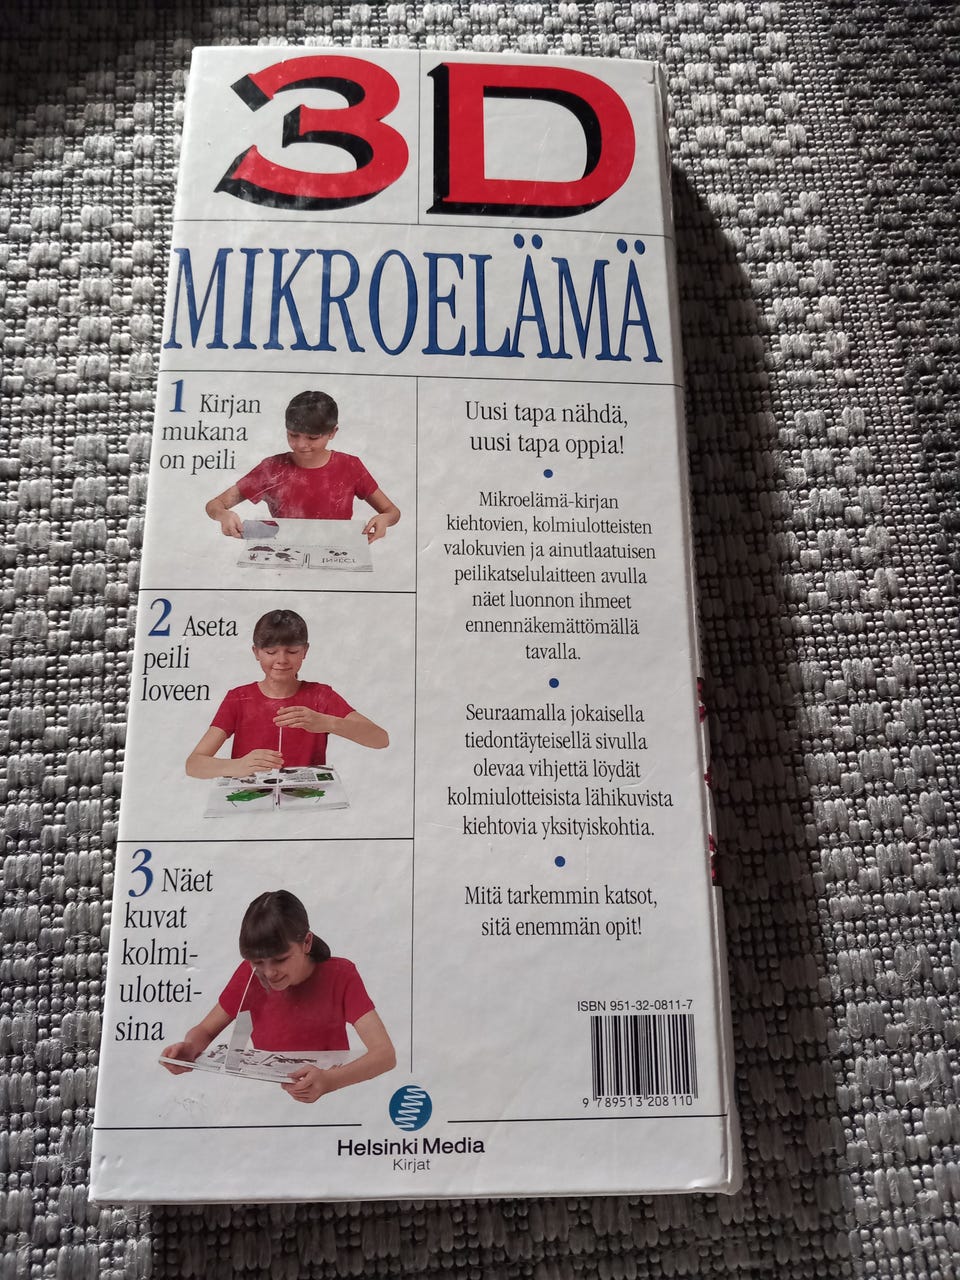 3D
MIKROELÄMÄ
1 Kirjan
mukana
on peili
2 Aseta
peili
loveen
3 Näet
kuvat
kolmi-
ulottei-
sina
Uusi tapa nähdä,
uusi tapa oppia!
Mikroelämä-kirjan
kiehtovien, kolmiulotteisten
valokuvien ja ainutlaatuisen
peilikatselulaitteen avulla
näet luonnon ihmeet
ennennäkemättömällä
tavalla.
Seuraamalla jokaisella
tiedontäyteisellä sivulla
olevaa vihjettä löydät
kolmiulotteisista lähikuvista
kiehtovia yksityiskohtia.
Mitä tarkemmin katsot,
sitä enemmän opit!
ISBN 951-32-0811-7
9 789513 208110
Helsinki Media
Kirjat